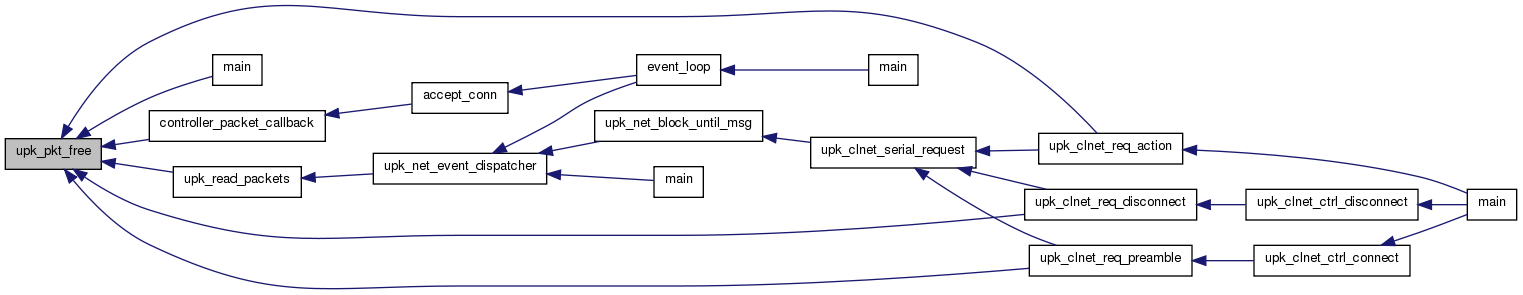 upk_pkt_free
main
controller_packet_callback
upk_read_packets
accept_conn
upk_net_event_dispatcher
event_loop
upk_net_block_until_msg
main
main
upk_clnet_serial_request
upk_clnet_req_action
upk_clnet_req_disconnect
upk_clnet_req_preamble
upk_clnet_ctrl_disconnect
upk_clnet_ctrl_connect
main